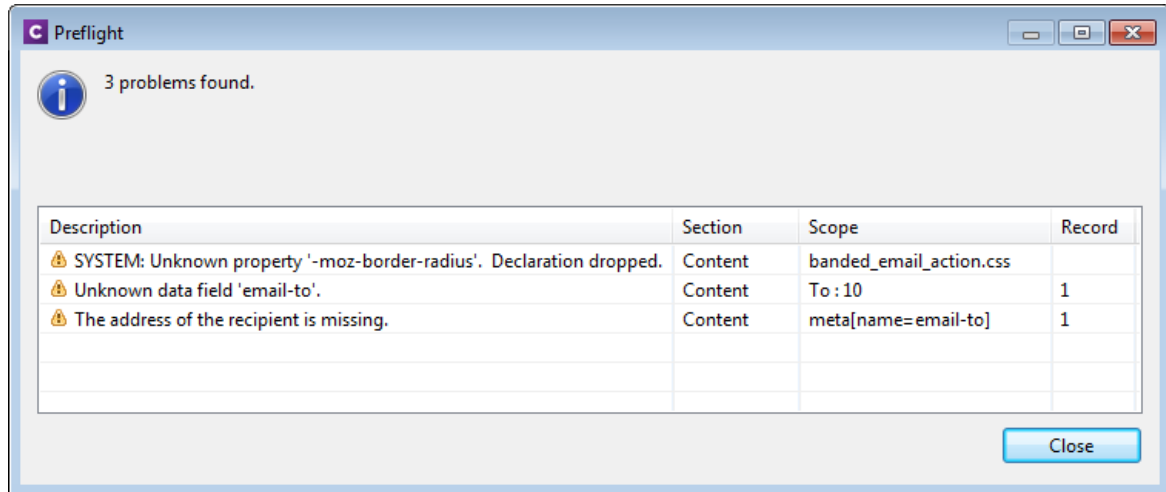 C Preflight
3 problems found.
Description Section Scope Record
SYSTEM: Unknown property '-moz-border-radius'. Declaration dropped. Content banded_email_action.css
Unknown data field 'email-to'. Content To : 10 1
The address of the recipient is missing. Content meta[name=email-to] 1
Close